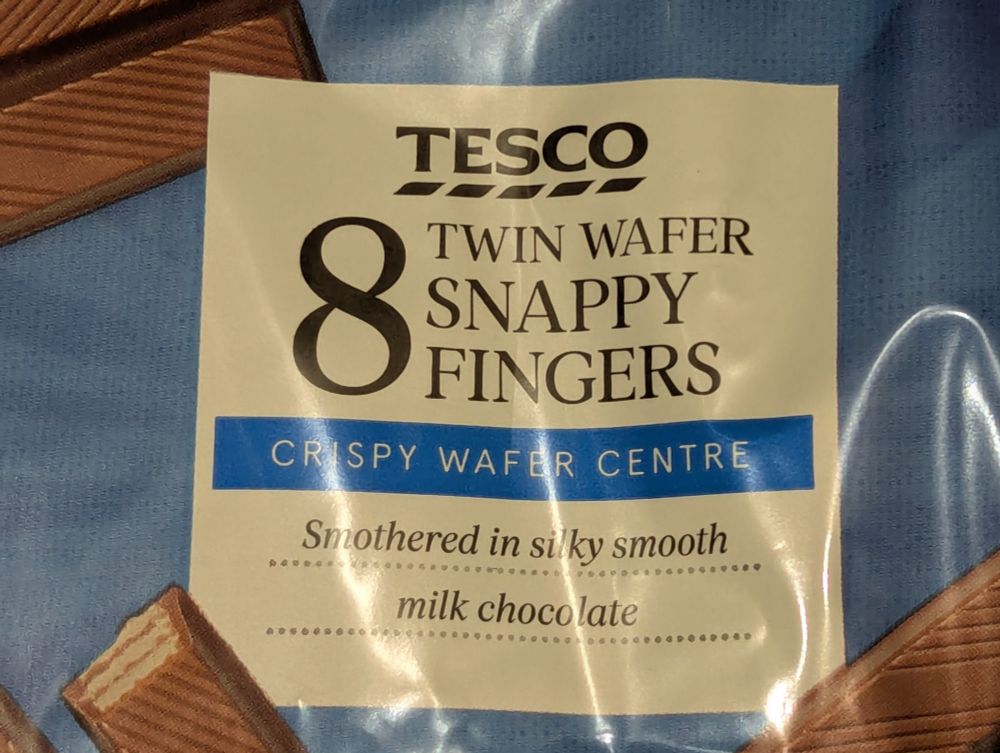 TESCO
8 TWIN WAFER
SNAPPY
FINGERS
CRISPY WAFER CENTRE
Smothered in silky smooth
milk chocolate